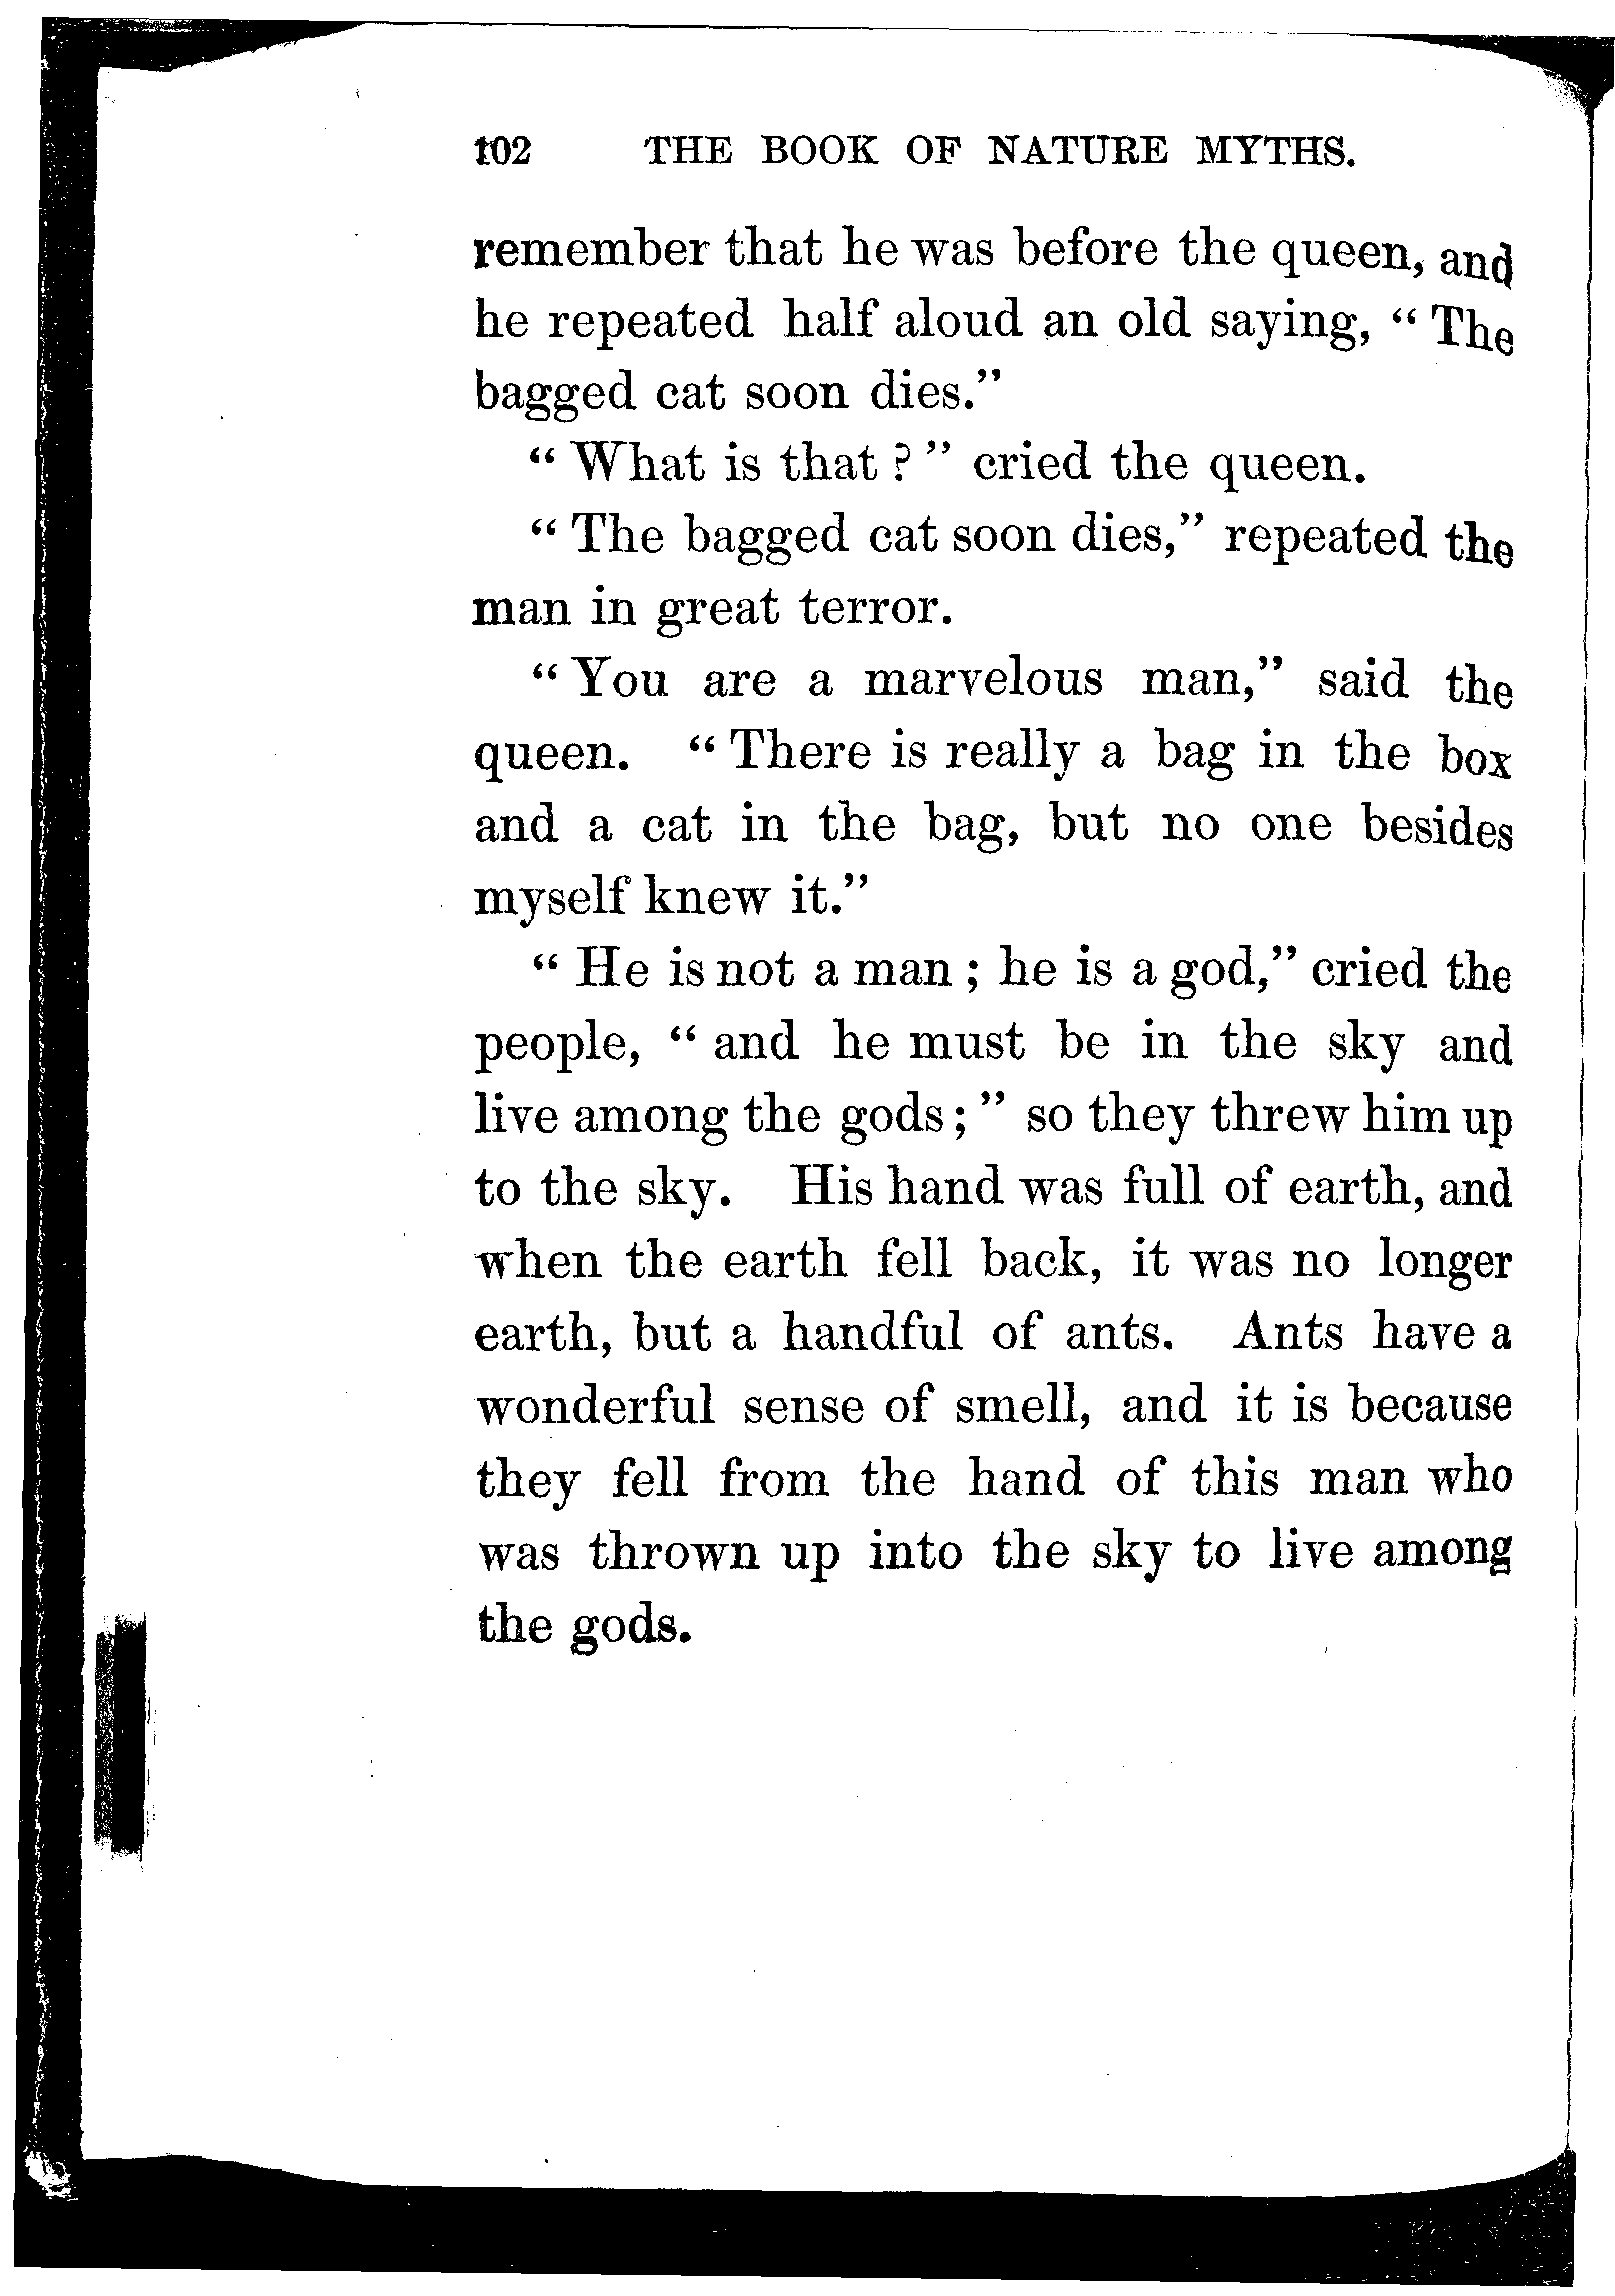 102 THE BOOK OF NATURE MYTHS.
remember that he was before the queen, and
he repeated half aloud an old saying, “ The
bagged cat soon dies.”
“ What is that ? ” cried the queen.
“ The bagged cat soon dies,” repeated the
man in great terror.
“ You are a marvelous man,” said the
queen. “ There is really a bag in the box
and a cat in the bag, but no one besides
myself knew it.”
“ He is not a man ; he is a god,” cried the
people, “ and he must be in the sky and
live among the gods ; ” so they threw him up
to the sky. His hand was full of earth, and
when the earth fell back, it was no longer
earth, but a handful of ants. Ants have a
wonderful sense of smell, and it is because
they fell from the hand of this man who
was thrown up into the sky to live among
the gods.